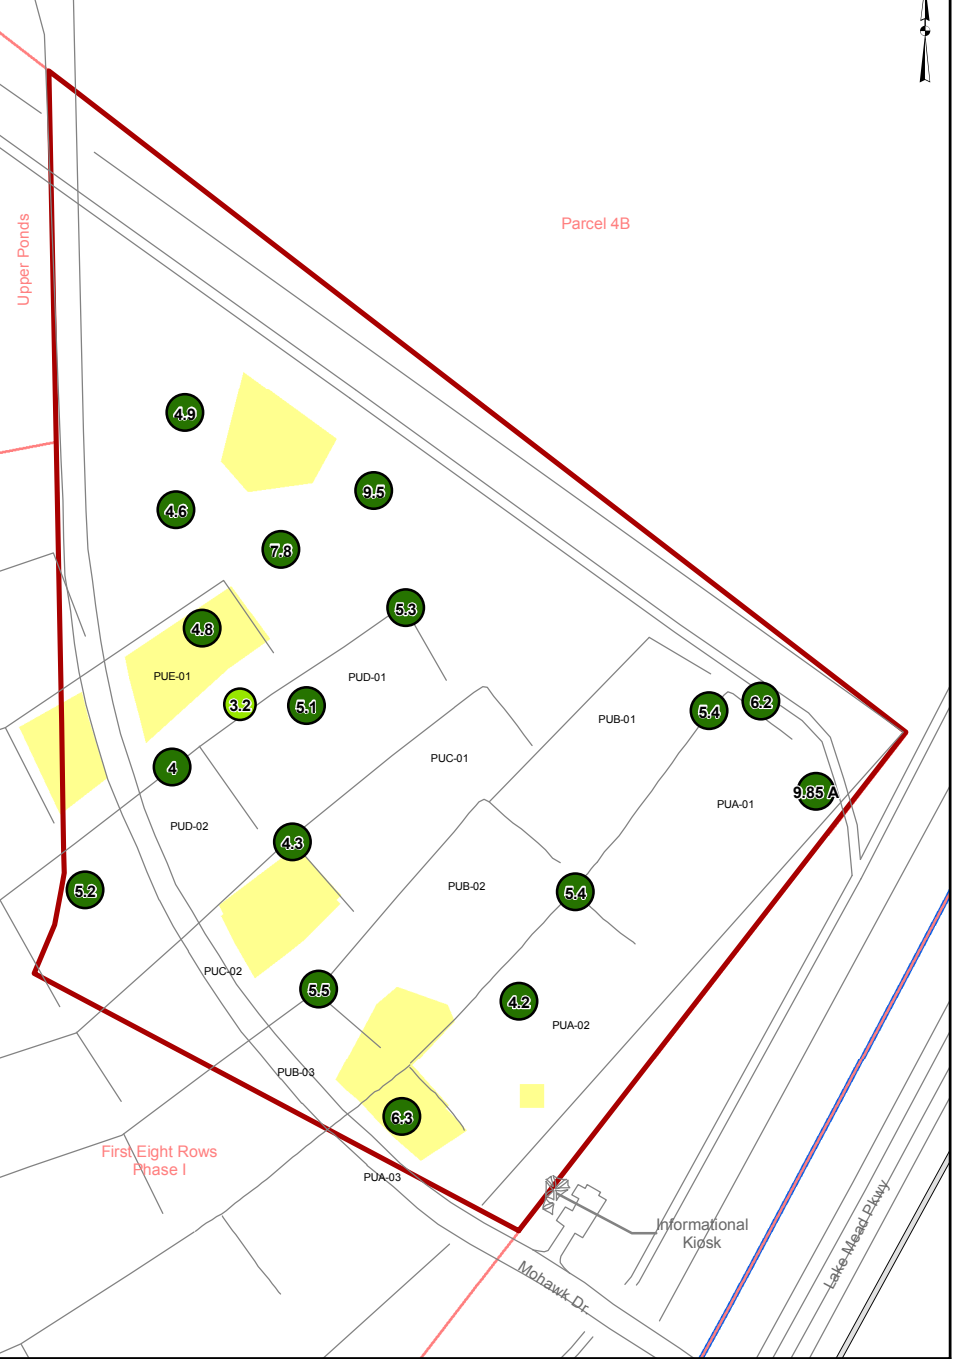 Parcel 4B
Upper Ponds
4.9
9.5
4.6
7.8
5.3
4.8
PUE-01
PUD-01
3.2
5.1
6.2
5.4
PUB-01
PUC-01
4
9.85 A
PUA-01
PUD-02
4.3
PUB-02
5.2
5.4
PUC-02
5.5
4.2
PUA-02
PUB-03
6.3
First Eight Rows
Phase I
PUA-03
Informational
Kiosk
Lake Mead Pkwy
Mohawk Dr